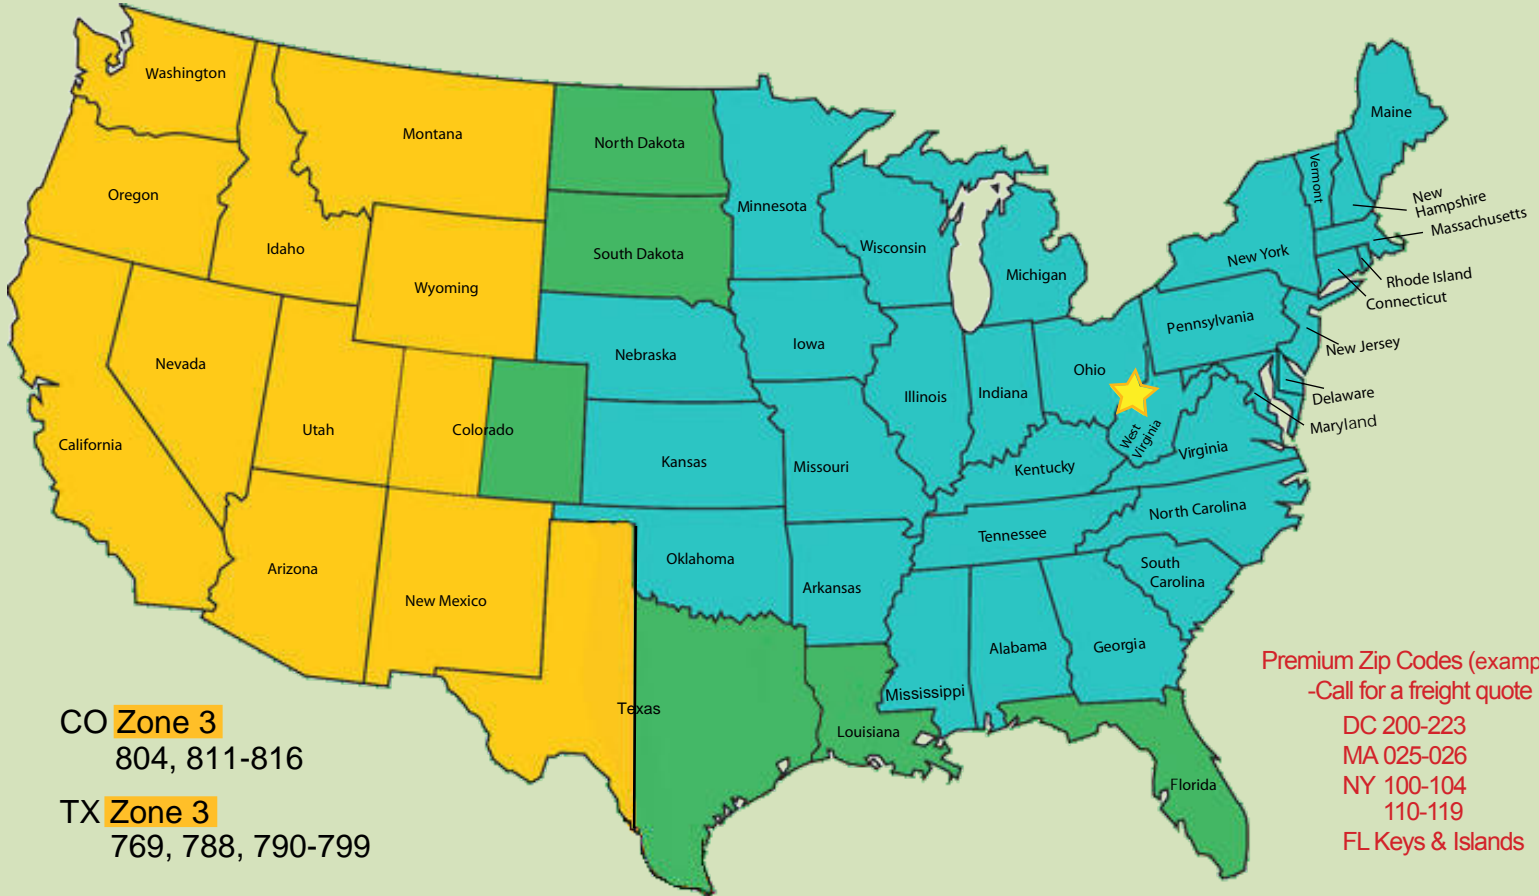 Washington
Montana
North Dakota
Maine
Oregon
Minnesota
Vermont
New
Hampshire
Massachusetts
Idaho
South Dakota
Wisconsin
Michigan
New York
Rhode Island
Connecticut
Wyoming
Nebraska
Iowa
Pennsylvania
New Jersey
Nevada
Ohio
Illinois
Indiana
Delaware
Maryland
California
Utah
Colorado
Kansas
Missouri
Kentucky
West
Virginia
Virginia
Arizona
New Mexico
Oklahoma
Arkansas
Tennessee
North Carolina
South
Carolina
Mississippi
Alabama
Georgia
Texas
Louisiana
Florida
CO Zone 3
804, 811-816
TX Zone 3
769, 788, 790-799
Premium Zip Codes (examp
-Call for a freight quote
DC 200-223
MA 025-026
NY 100-104
110-119
FL Keys & Islands